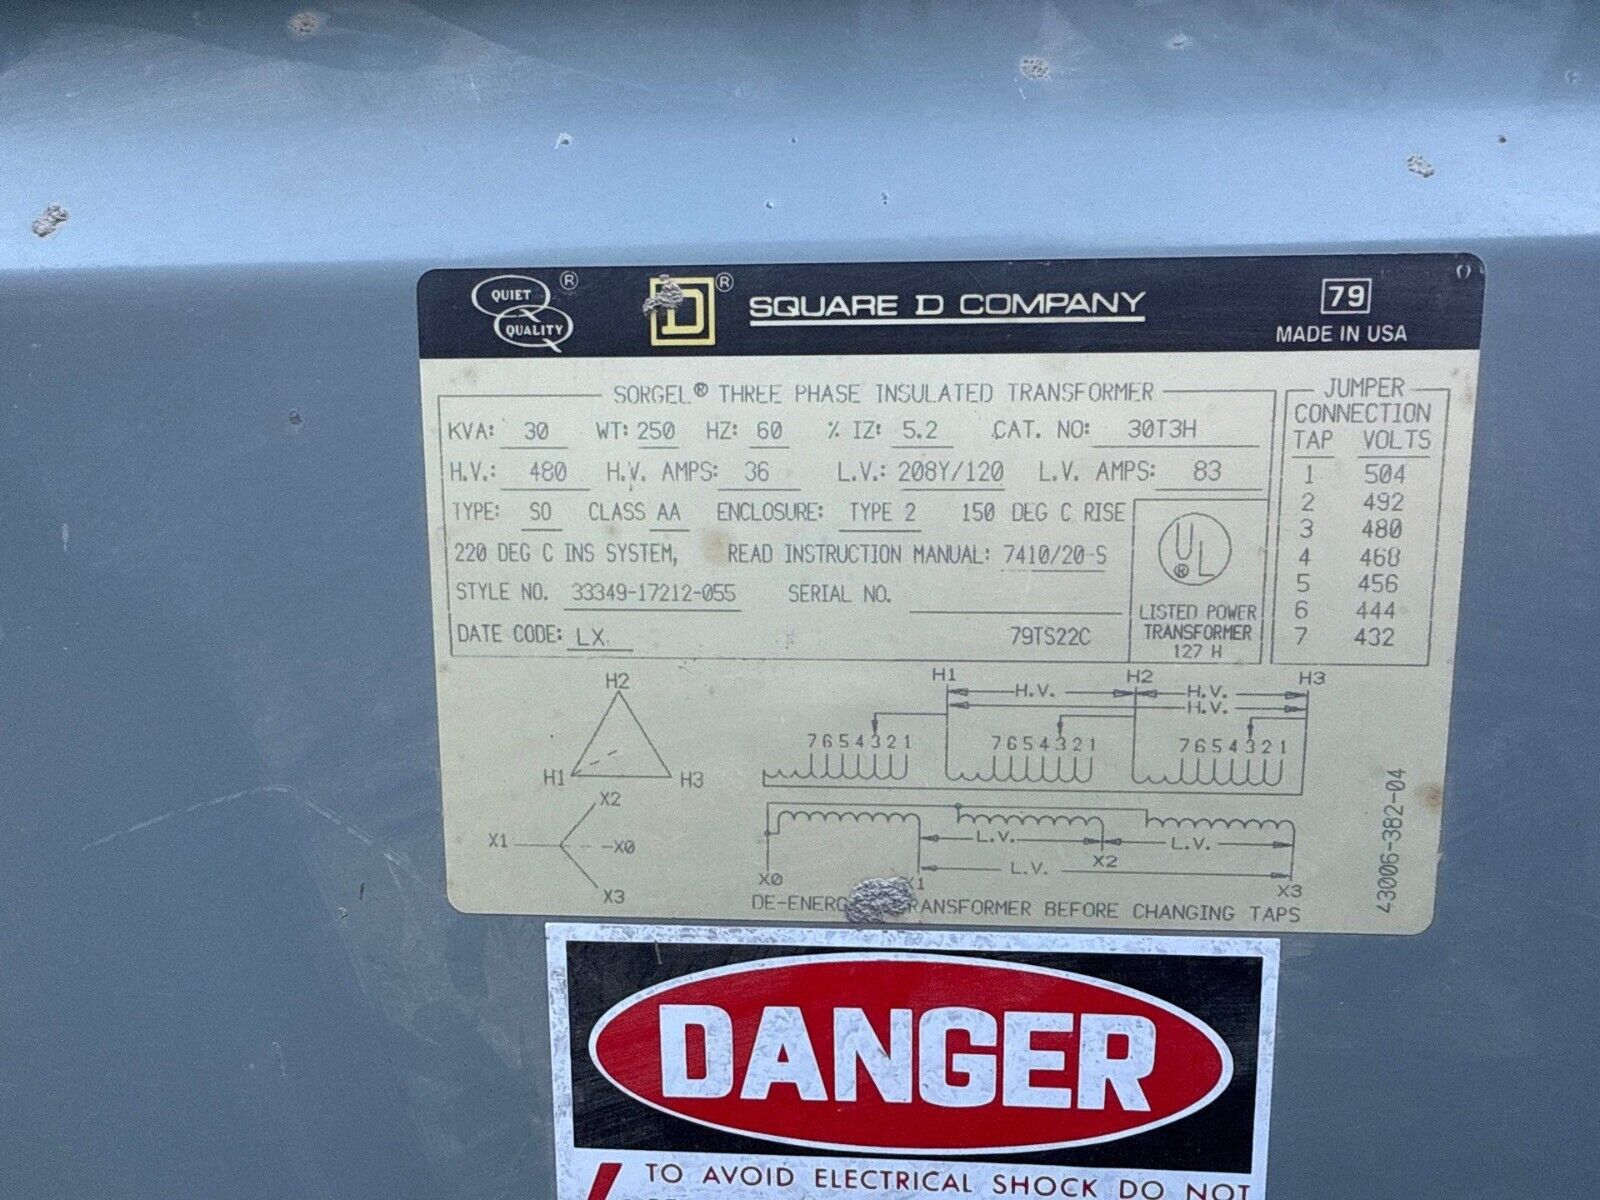 QUIET QUALITY ® D ® SQUARE D COMPANY 79
MADE IN USA
SORGEL® THREE PHASE INSULATED TRANSFORMER
KVA: 30 WT: 250 HZ: 60 % IZ: 5.2 CAT. NO: 30T3H
H.V.: 480 H.V. AMPS: 36 L.V.: 208Y/120 L.V. AMPS: 83
TYPE: SO CLASS AA ENCLOSURE: TYPE 2 150 DEG C RISE
220 DEG C INS SYSTEM, READ INSTRUCTION MANUAL: 7410/20-S
STYLE NO. 33349-17212-055 SERIAL NO.
DATE CODE: LX 79TS22C
UL ®
LISTED POWER
TRANSFORMER
127 H
JUMPER
CONNECTION
TAP VOLTS
1 504
2 492
3 480
4 468
5 456
6 444
7 432
H2
H1 H3
X2
X1 X0
X3
H1 H2 H3
H.V. H.V.
H.V.
7654321 7654321 7654321
L.V. L.V.
X2
L.V.
X0 X1 X3
TRANSFORMER BEFORE CHANGING TAPS
43006-382-04
DANGER
TO AVOID ELECTRICAL SHOCK DO NOT